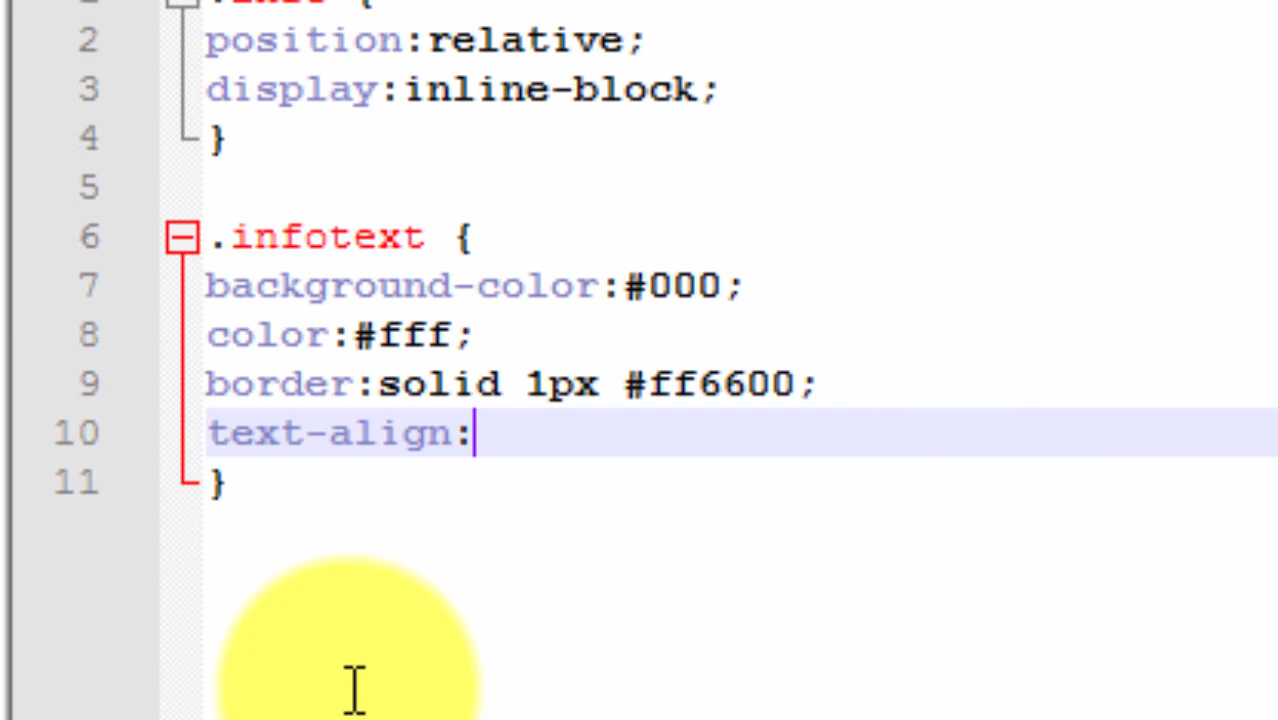 2 position:relative;
3 display:inline-block;
4 }
5
6 .infotext {
7 background-color:#000;
8 color:#fff;
9 border:solid 1px #ff6600;
10 text-align:
11 }